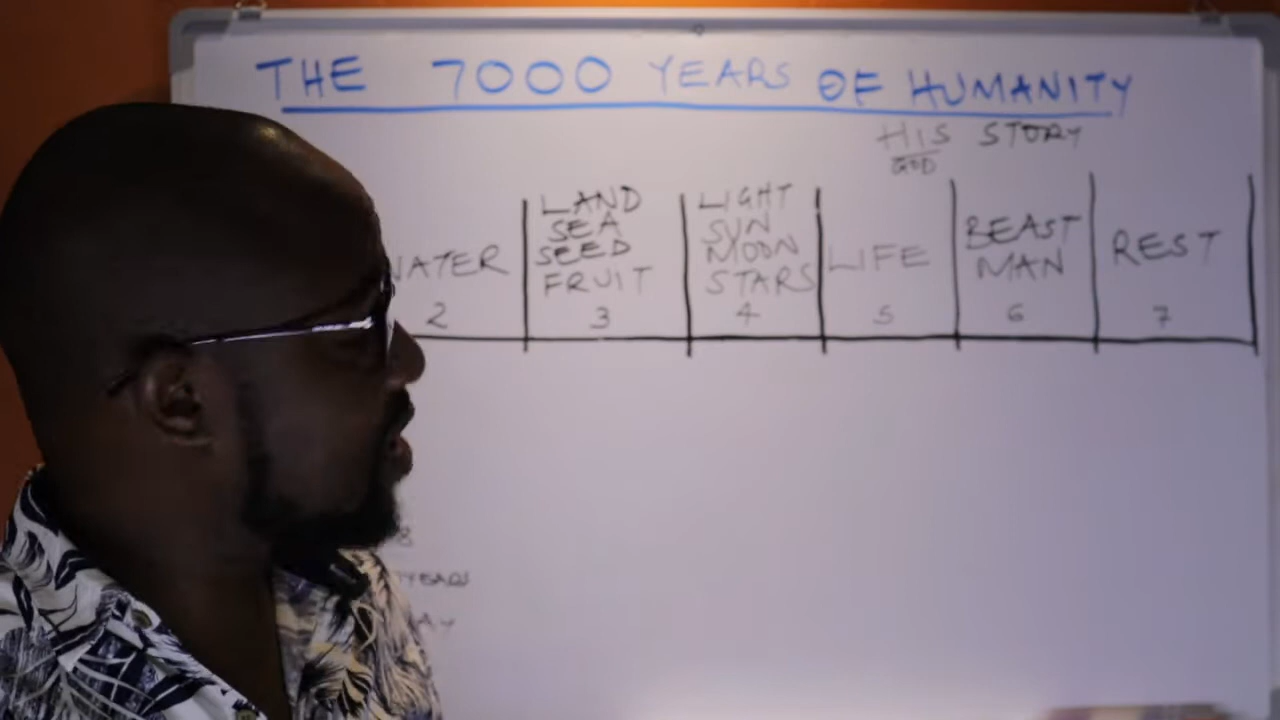 THE 7000 YEARS OF HUMANITY
HIS STORY
GOD
WATER
2
LAND
SEA
SEED
FRUIT
3
LIGHT
SUN
MOON
STARS
4
LIFE
5
BEAST
MAN
6
REST
7
8